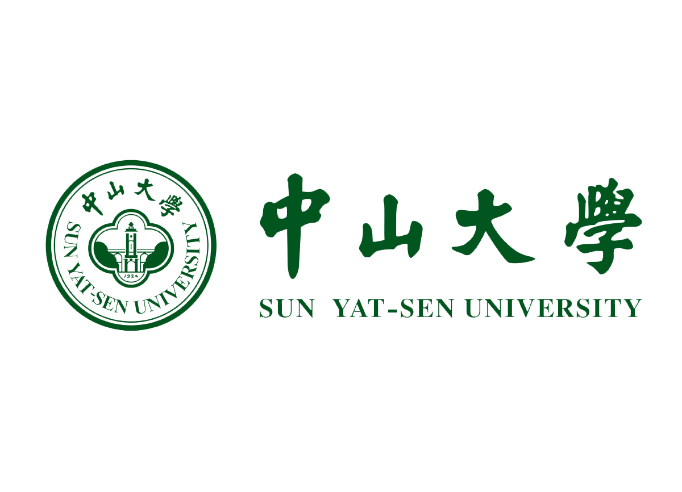 中山大學
SUN YAT-SEN UNIVERSITY
1924
中山大學
SUN YAT-SEN UNIVERSITY